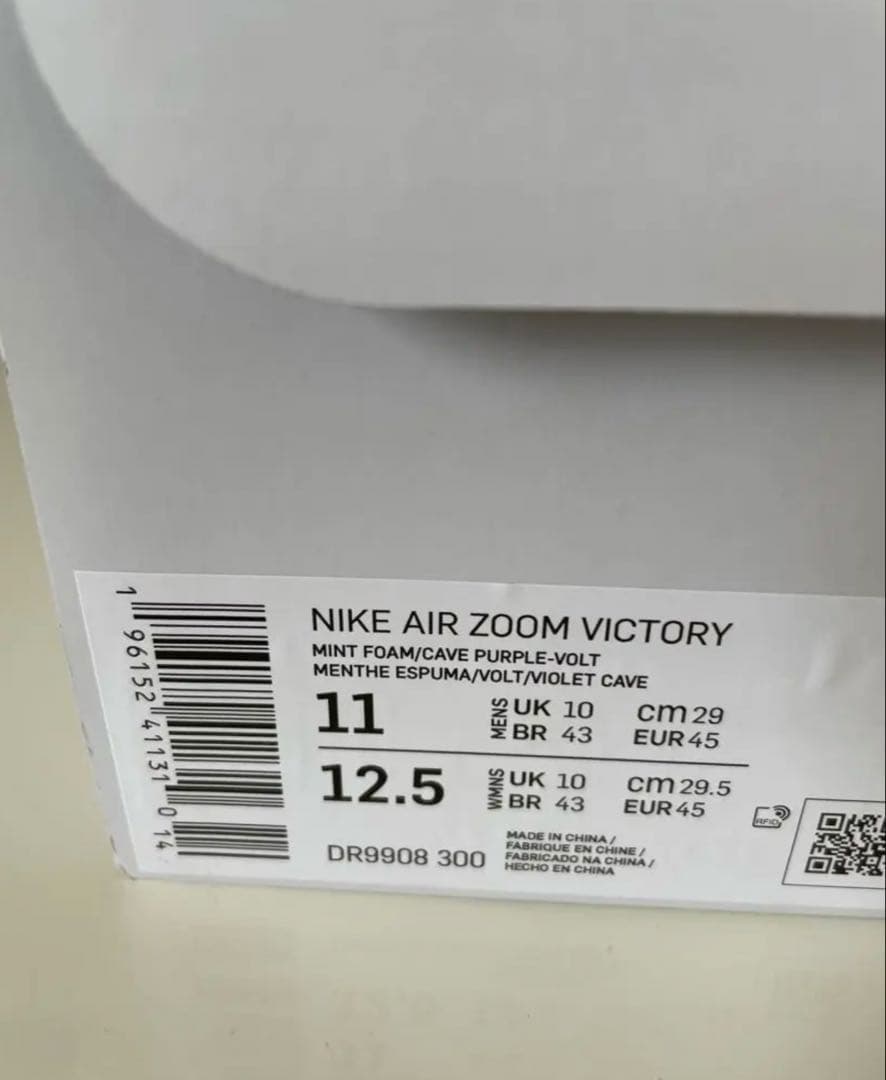 NIKE AIR ZOOM VICTORY
MINT FOAM/CAVE PURPLE-VOLT
MENTHE ESPUMA/VOLT/VIOLET CAVE
11 MENS UK 10 cm 29
BR 43 EUR 45
12.5 WMNS UK 10 cm 29.5
BR 43 EUR 45
DR9908 300
MADE IN CHINA /
FABRIQUE EN CHINE /
FABRICADO NA CHINA /
HECHO EN CHINA
RFID
1 96152 41131 0 14